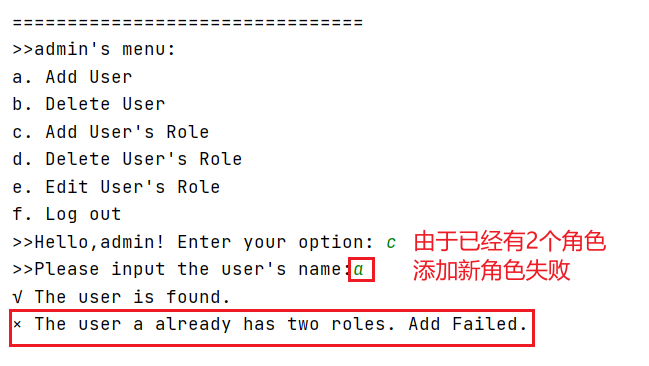 ================================
>>admin's menu:
a. Add User
b. Delete User
c. Add User's Role
d. Delete User's Role
e. Edit User's Role
f. Log out
>>Hello,admin! Enter your option: c
由于已经有2个角色
>>Please input the user's name:a
添加新角色失败
√ The user is found.
× The user a already has two roles. Add Failed.